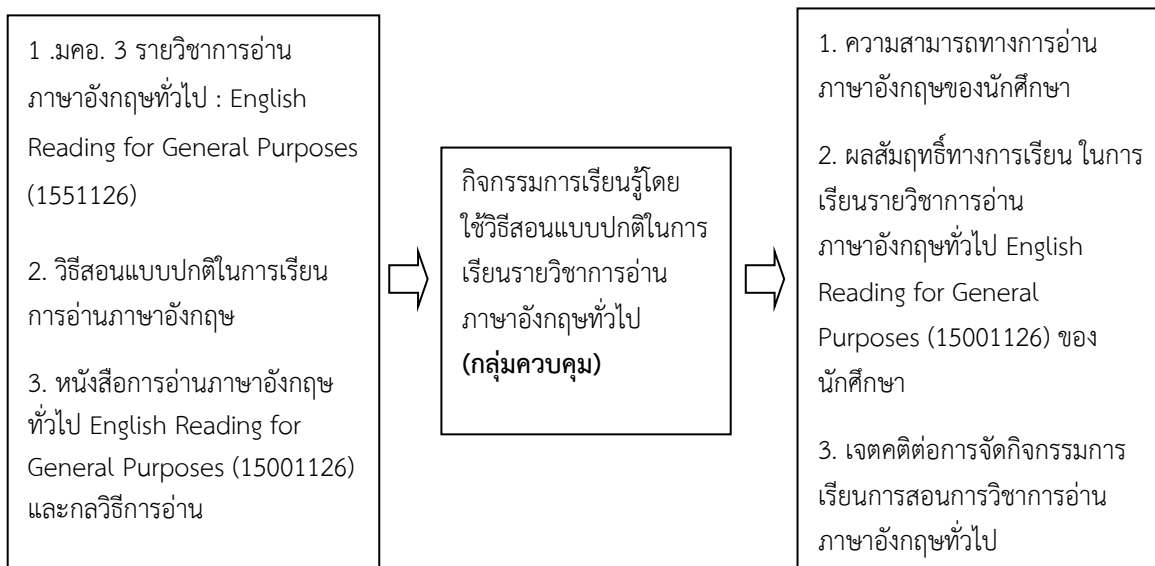 1 .มคอ. 3 รายวิชาการอ่าน
ภาษาอังกฤษทั่วไป : English
Reading for General Purposes
(1551126)
2. วิธีสอนแบบปกติในการเรียน
การอ่านภาษาอังกฤษ
3. หนังสือการอ่านภาษาอังกฤษ
ทั่วไป English Reading for
General Purposes (15001126)
และกลวิธีการอ่าน
กิจกรรมการเรียนรู้โดย
ใช้วิธีสอนแบบปกติในการ
เรียนรายวิชาการอ่าน
ภาษาอังกฤษทั่วไป
(กลุ่มควบคุม)
1. ความสามารถทางการอ่าน
ภาษาอังกฤษของนักศึกษา
2. ผลสัมฤทธิ์ทางการเรียน ในการ
เรียนรายวิชาการอ่าน
ภาษาอังกฤษทั่วไป English
Reading for General
Purposes (15001126) ของ
นักศึกษา
3. เจตคติต่อการจัดกิจกรรมการ
เรียนการสอนการวิชาการอ่าน
ภาษาอังกฤษทั่วไป